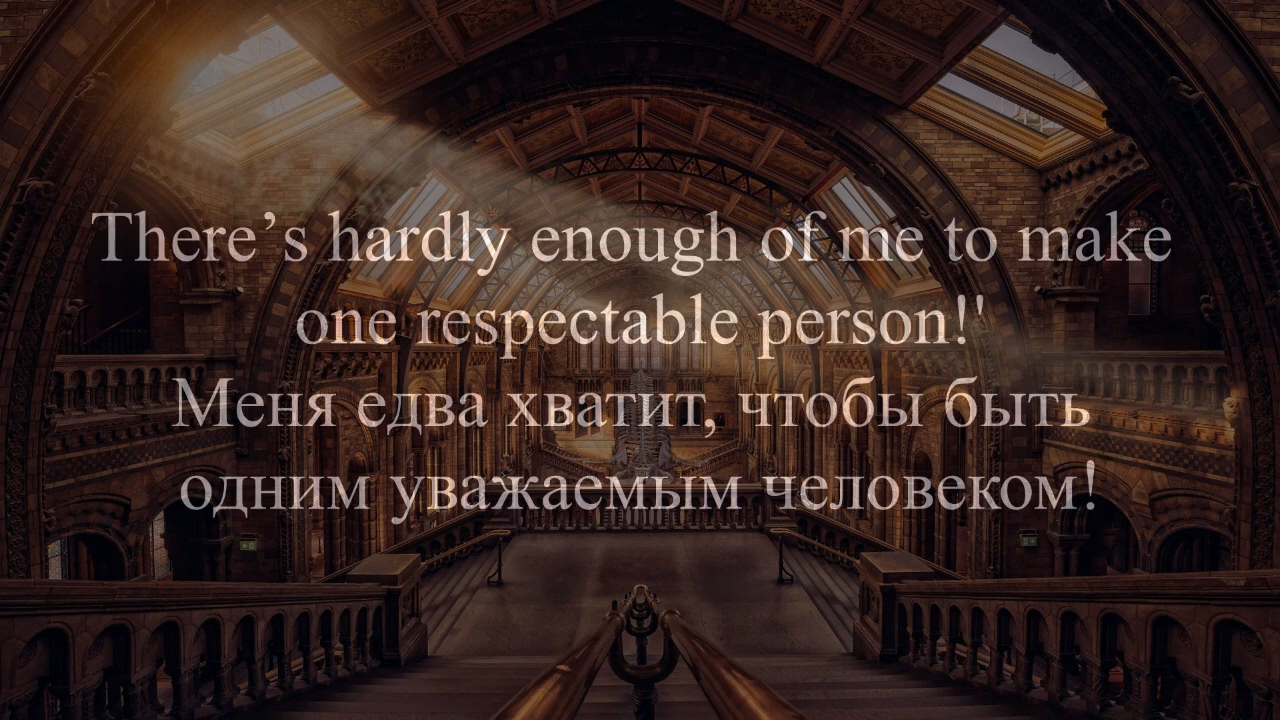 There’s hardly enough of me to make
one respectable person!'
Меня едва хватит, чтобы быть
одним уважаемым человеком!